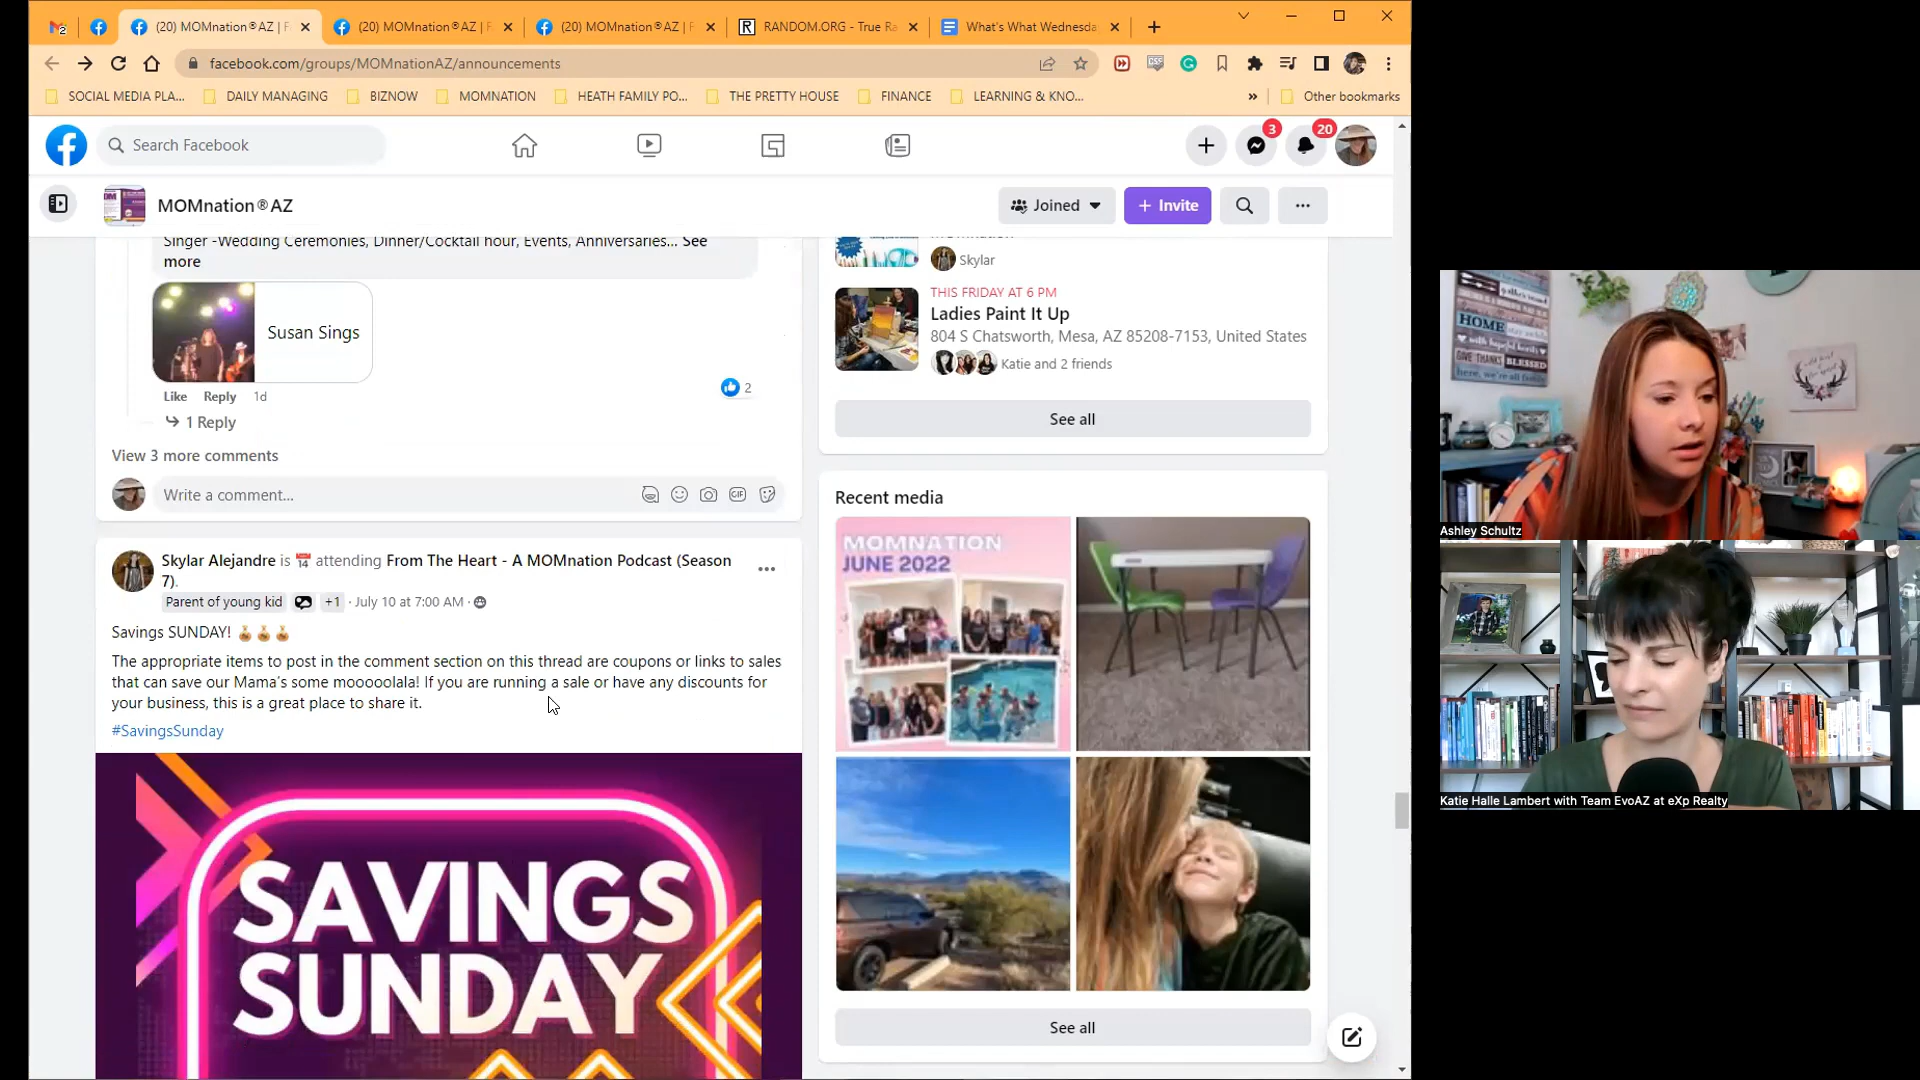 (20) MOMnation®AZ | F
(20) MOMnation®AZ | F
(20) MOMnation®AZ | F
RANDOM.ORG - True Ra
What's What Wednesda
facebook.com/groups/MOMnationAZ/announcements
SOCIAL MEDIA PLA...
DAILY MANAGING
BIZNOW
MOMNATION
HEATH FAMILY PO...
THE PRETTY HOUSE
FINANCE
LEARNING & KNO...
»
Other bookmarks
Search Facebook
3
20
MOMnation®AZ
Joined
+ Invite
Singer -Wedding Ceremonies, Dinner/Cocktail hour, Events, Anniversaries... See
more
Susan Sings
Like Reply 1d
2
1 Reply
View 3 more comments
Write a comment...
GIF
Skylar Alejandre is attending From The Heart - A MOMnation Podcast (Season
7).
Parent of young kid +1 · July 10 at 7:00 AM ·
Savings SUNDAY!
The appropriate items to post in the comment section on this thread are coupons or links to sales
that can save our Mama's some mooooolala! If you are running a sale or have any discounts for
your business, this is a great place to share it.
#SavingsSunday
SAVINGS
SUNDAY
Skylar
THIS FRIDAY AT 6 PM
Ladies Paint It Up
804 S Chatsworth, Mesa, AZ 85208-7153, United States
Katie and 2 friends
See all
Recent media
MOMNATION
JUNE 2022
See all
HOME
GIVE THANKS BLESSED
Ashley Schultz
Katie Halle Lambert with Team EvoAZ at eXp Realty